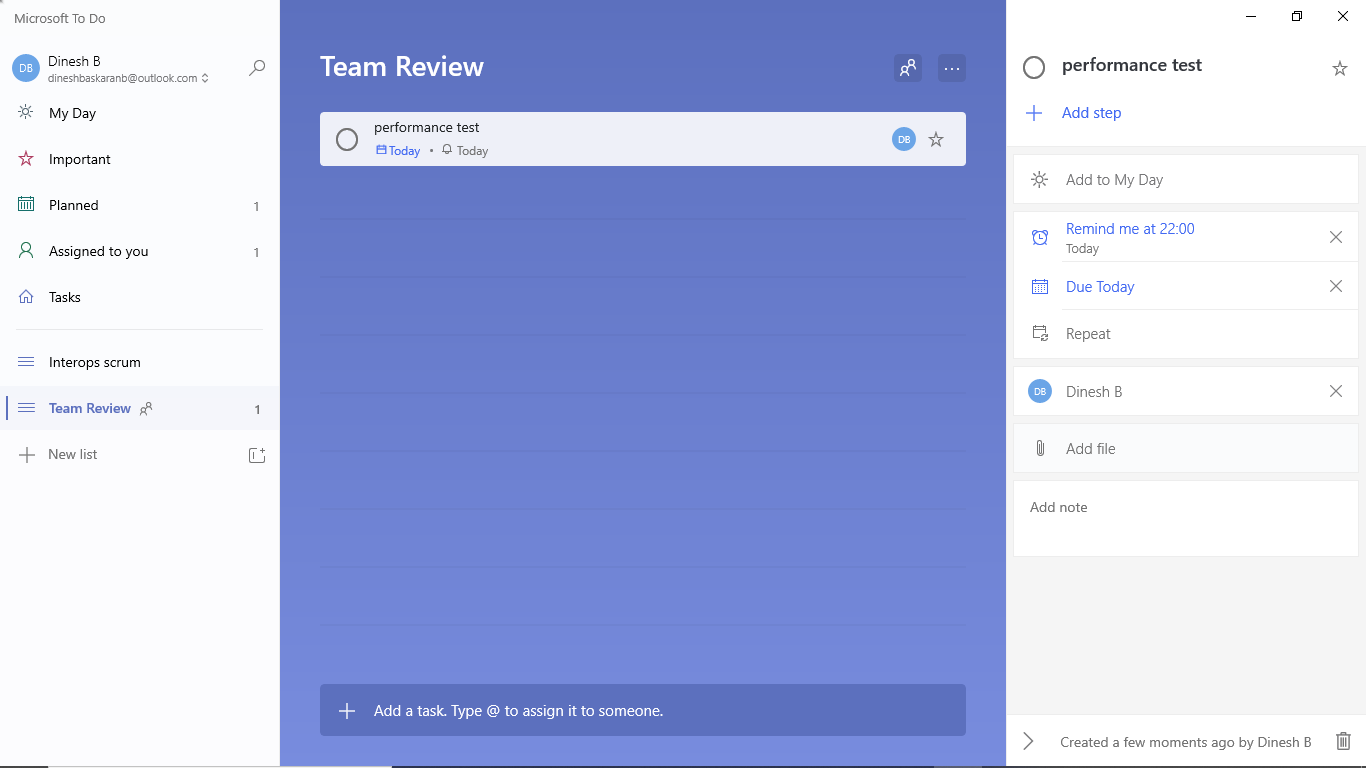 Microsoft To Do
DB
Dinesh B
dineshbaskaranb@outlook.com
My Day
Important
Planned 1
Assigned to you 1
Tasks
Interops scrum
Team Review 1
New list
Team Review
performance test
Today • Today
DB
Add a task. Type @ to assign it to someone.
performance test
Add step
Add to My Day
Remind me at 22:00
Today
Due Today
Repeat
DB Dinesh B
Add file
Add note
Created a few moments ago by Dinesh B